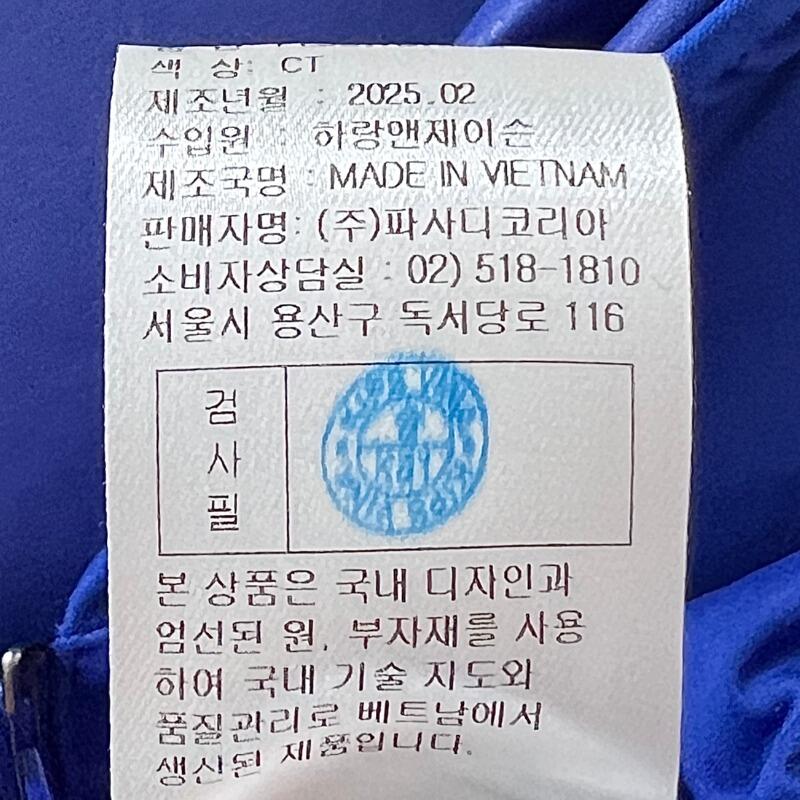 색 상: CT
제조년월 : 2025.02
수입원 : 하랑앤제이슨
제조국명 : MADE IN VIETNAM
판매자명: (주)파사디코리아
소비자상담실 : 02) 518-1810
서울시 용산구 독서당로 116
검
사
필
본 상품은 국내 디자인과
엄선된 원, 부자재를 사용
하여 국내 기술 지도와
품질관리로 베트남에서
생산된 제품입니다.